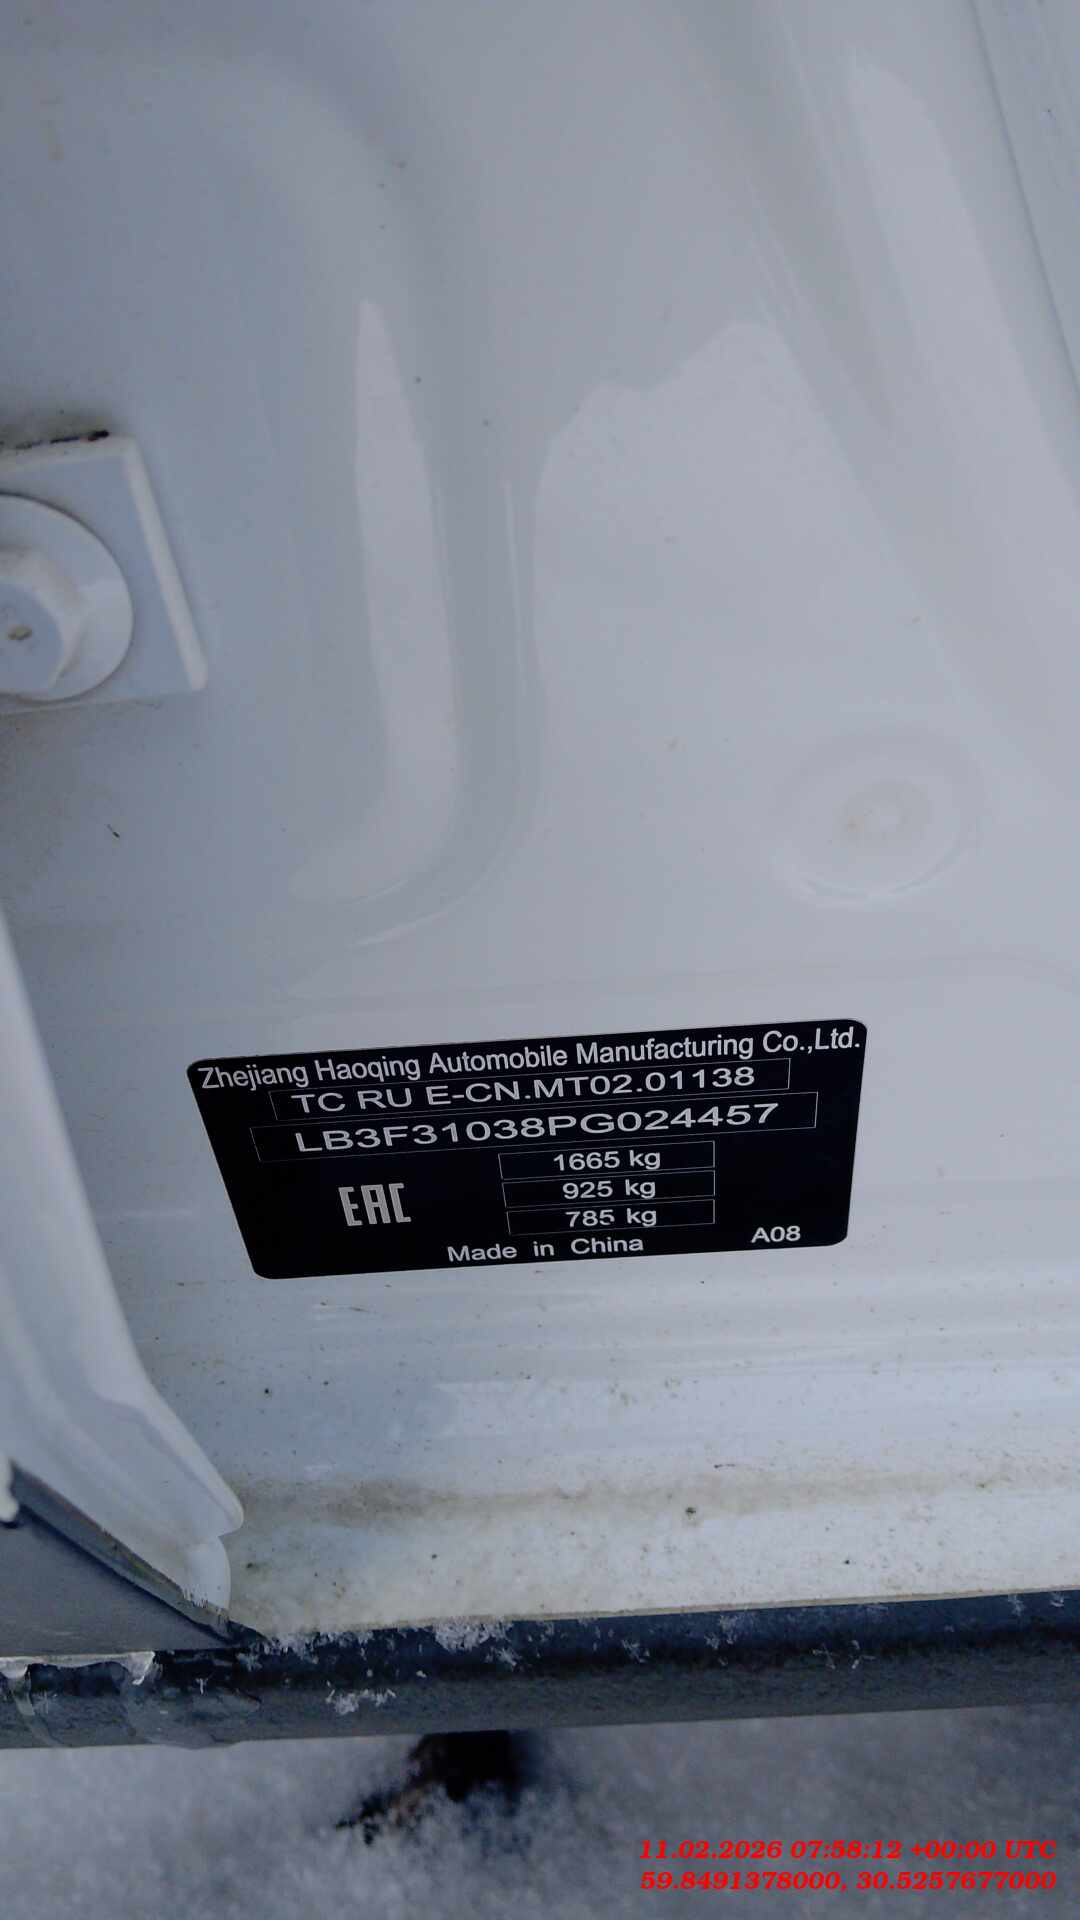 Zhejiang Haoqing Automobile Manufacturing Co.,Ltd.
TC RU E-CN.MT02.01138
LB3F31038PG024457
1665 kg
925 kg
EAC
785 kg
Made in China
A08
11.02.2026 07:58:12 +00:00 UTC
59.8491378000, 30.5257677000